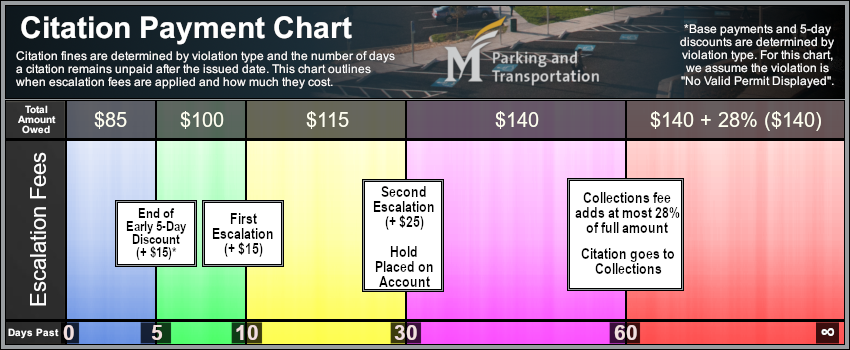 Citation Payment Chart
Citation fines are determined by violation type and the number of days
a citation remains unpaid after the issued date. This chart outlines
when escalation fees are applied and how much they cost.
M Parking and
Transportation
*Base payments and 5-day
discounts are determined by
violation type. For this chart,
we assume the violation is
"No Valid Permit Displayed".
Total
Amount
Owed
$85
$100
$115
$140
$140 + 28% ($140)
Escalation Fees
End of
Early 5-Day
Discount
(+ $15)*
First
Escalation
(+ $15)
Second
Escalation
(+ $25)
Hold
Placed on
Account
Collections fee
adds at most 28%
of full amount
Citation goes to
Collections
Days Past
0
5
10
30
60
∞